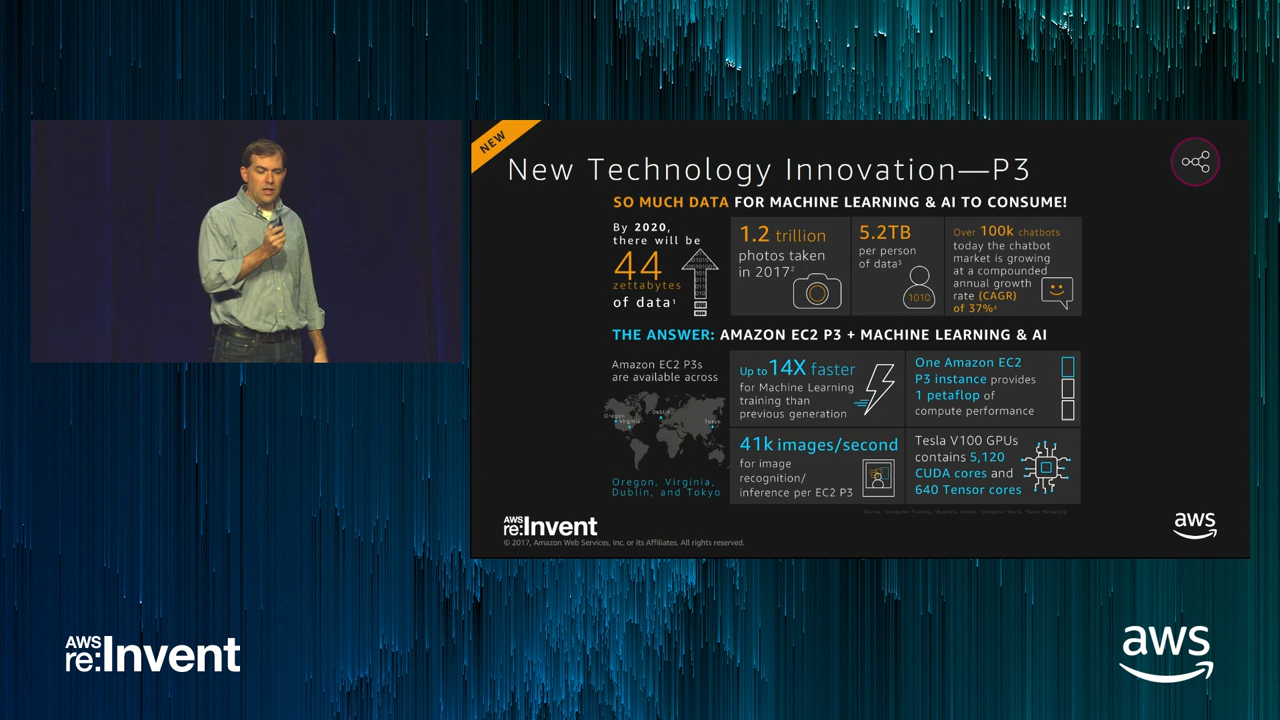 NEW
New Technology Innovation—P3
SO MUCH DATA FOR MACHINE LEARNING & AI TO CONSUME!
By 2020,
there will be
44
zettabytes
of data¹
1.2 trillion
photos taken
in 2017²
5.2TB
per person
of data³
1010
Over 100k chatbots
today the chatbot
market is growing
at a compounded
annual growth
rate (CAGR)
of 37%⁴
THE ANSWER: AMAZON EC2 P3 + MACHINE LEARNING & AI
Amazon EC2 P3s
are available across
Oregon
Virginia
Dublin
Tokyo
Oregon, Virginia,
Dublin, and Tokyo
Up to 14X faster
for Machine Learning
training than
previous generation
One Amazon EC2
P3 instance provides
1 petaflop of
compute performance
41k images/second
for image
recognition/
inference per EC2 P3
Tesla V100 GPUs
contains 5,120
CUDA cores and
640 Tensor cores
AWS
re:Invent
© 2017, Amazon Web Services, Inc. or its Affiliates. All rights reserved.
aws
AWS
re:Invent
aws